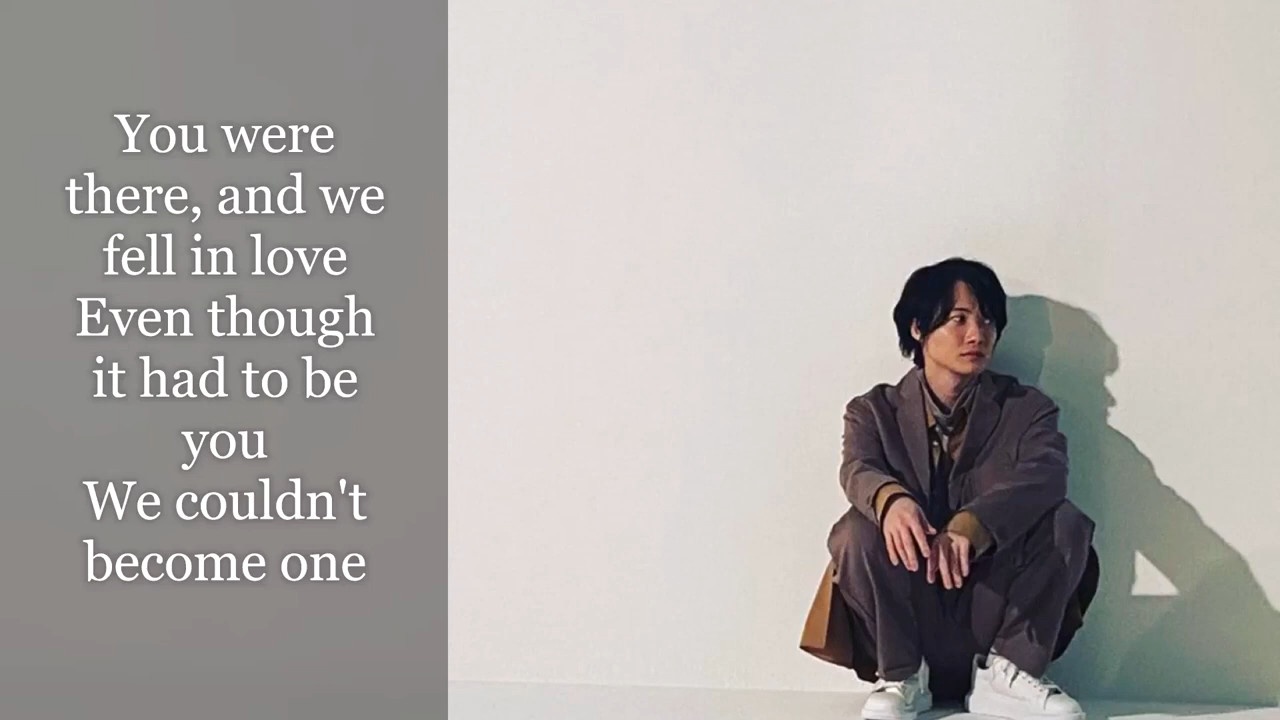 You were
there, and we
fell in love
Even though
it had to be
you
We couldn't
become one